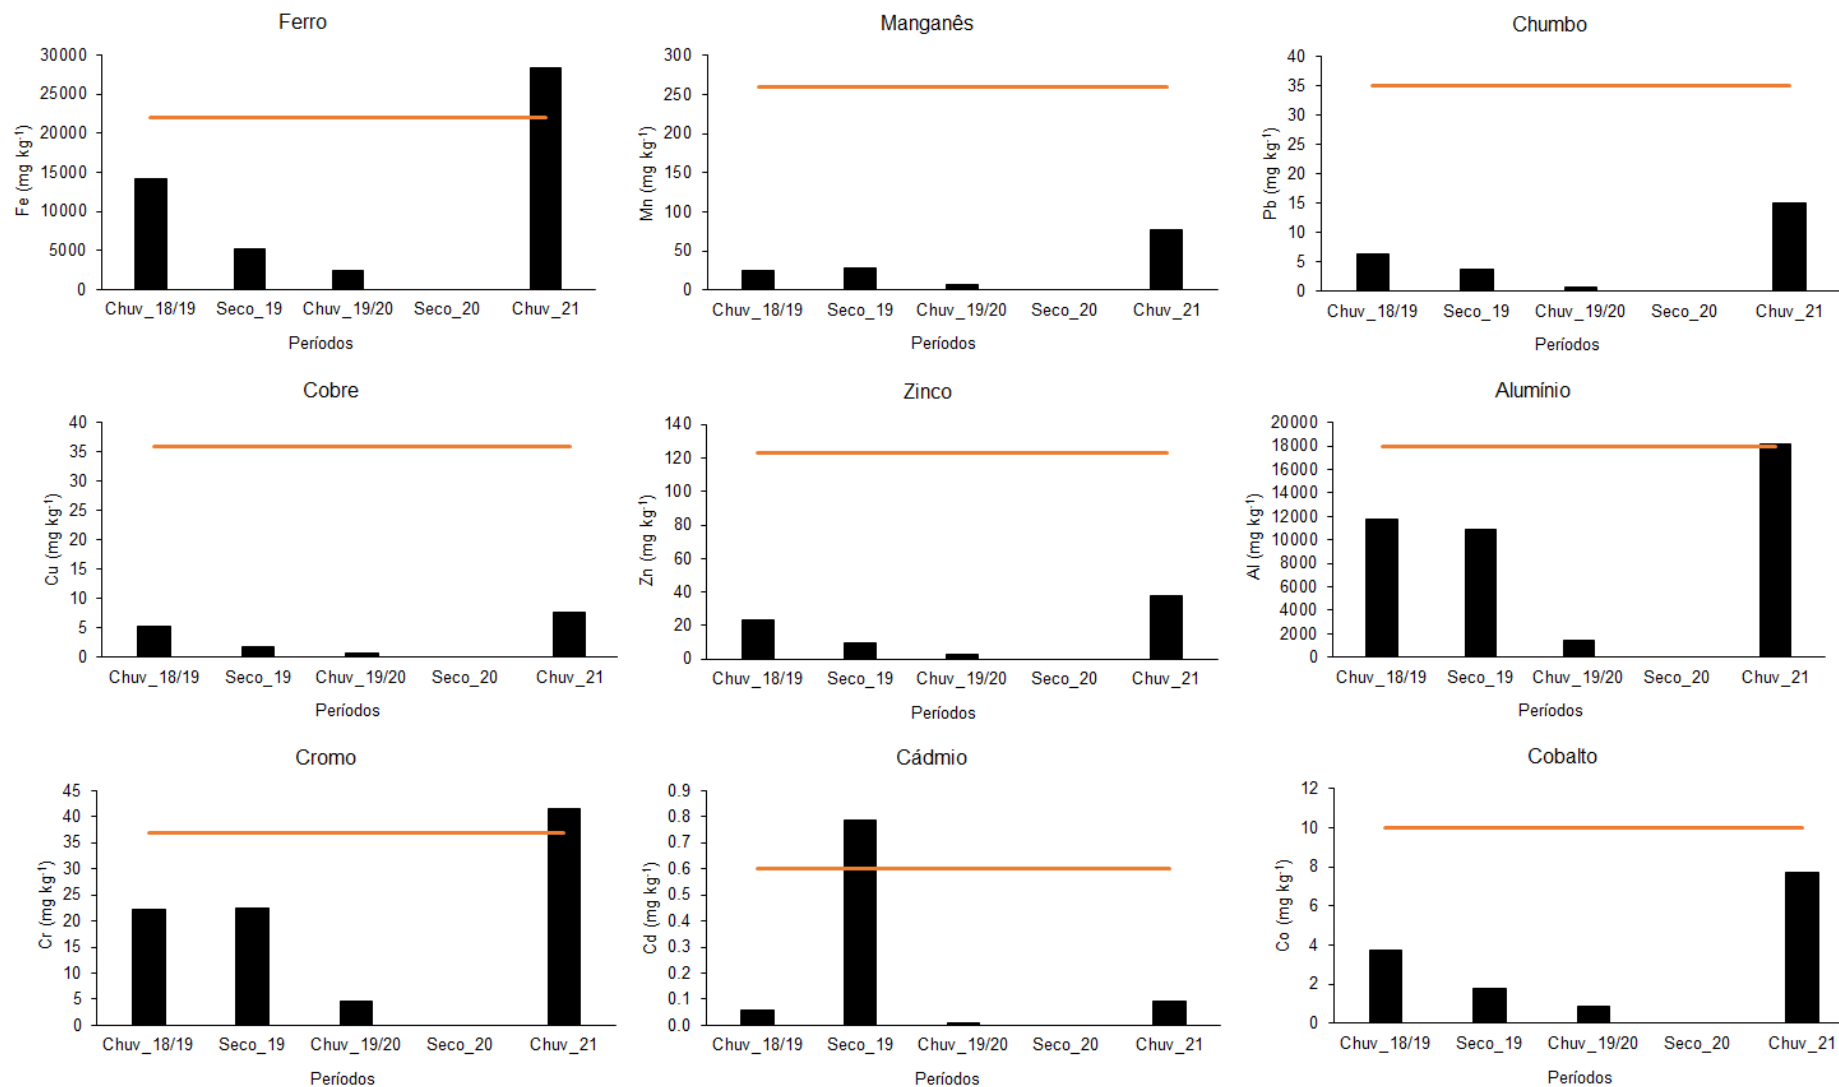 Ferro
30000
25000
20000
15000
10000
5000
0
Fe (mg kg⁻¹)
Chuv_18/19 Seco_19 Chuv_19/20 Seco_20 Chuv_21
Períodos
Manganês
300
250
200
150
100
50
0
Mn (mg kg⁻¹)
Chuv_18/19 Seco_19 Chuv_19/20 Seco_20 Chuv_21
Períodos
Chumbo
40
35
30
25
20
15
10
5
0
Pb (mg kg⁻¹)
Chuv_18/19 Seco_19 Chuv_19/20 Seco_20 Chuv_21
Períodos
Cobre
40
35
30
25
20
15
10
5
0
Cu (mg kg⁻¹)
Chuv_18/19 Seco_19 Chuv_19/20 Seco_20 Chuv_21
Períodos
Zinco
140
120
100
80
60
40
20
0
Zn (mg kg⁻¹)
Chuv_18/19 Seco_19 Chuv_19/20 Seco_20 Chuv_21
Períodos
Alumínio
20000
18000
16000
14000
12000
10000
8000
6000
4000
2000
0
Al (mg kg⁻¹)
Chuv_18/19 Seco_19 Chuv_19/20 Seco_20 Chuv_21
Períodos
Cromo
45
40
35
30
25
20
15
10
5
0
Cr (mg kg⁻¹)
Chuv_18/19 Seco_19 Chuv_19/20 Seco_20 Chuv_21
Períodos
Cádmio
0.9
0.8
0.7
0.6
0.5
0.4
0.3
0.2
0.1
0.0
Cd (mg kg⁻¹)
Chuv_18/19 Seco_19 Chuv_19/20 Seco_20 Chuv_21
Períodos
Cobalto
12
10
8
6
4
2
0
Co (mg kg⁻¹)
Chuv_18/19 Seco_19 Chuv_19/20 Seco_20 Chuv_21
Períodos